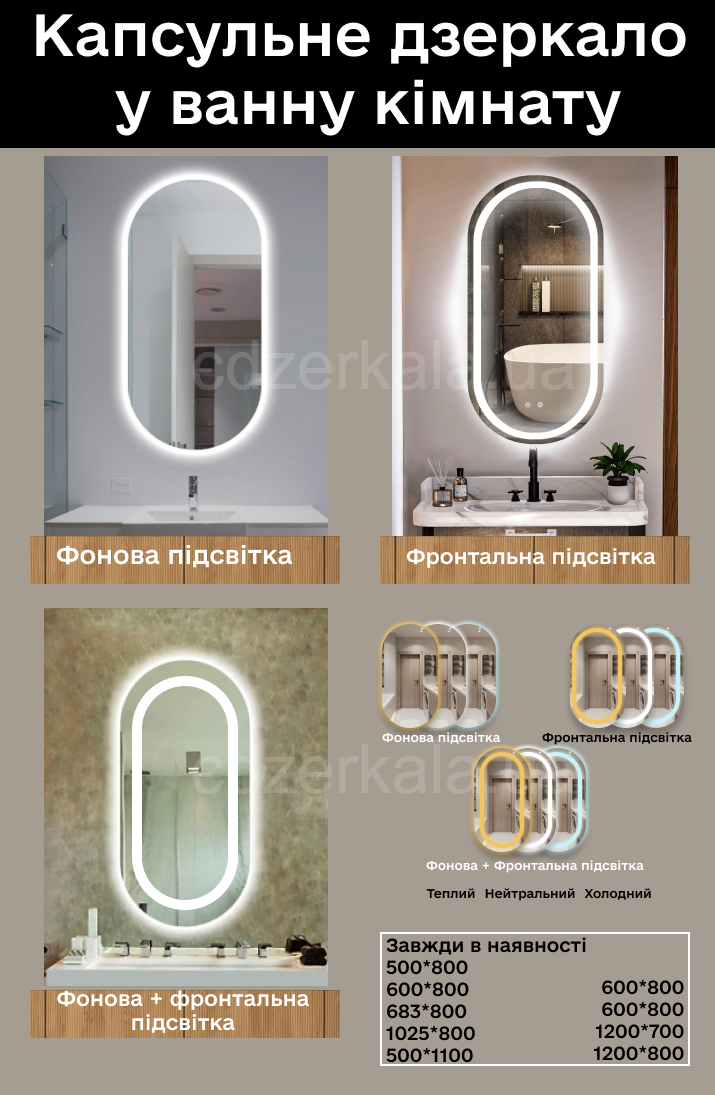 Капсульне дзеркало
у ванну кімнату
cdzerkala.ua
Фонова підсвітка
Фронтальна підсвітка
Фонова підсвітка
Фронтальна підсвітка
cdzerkala.ua
Фонова + Фронтальна підсвітка
Теплий Нейтральний Холодний
Фонова + фронтальна
підсвітка
Завжди в наявності
500*800
600*800
683*800
1025*800
500*1100
600*800
600*800
1200*700
1200*800